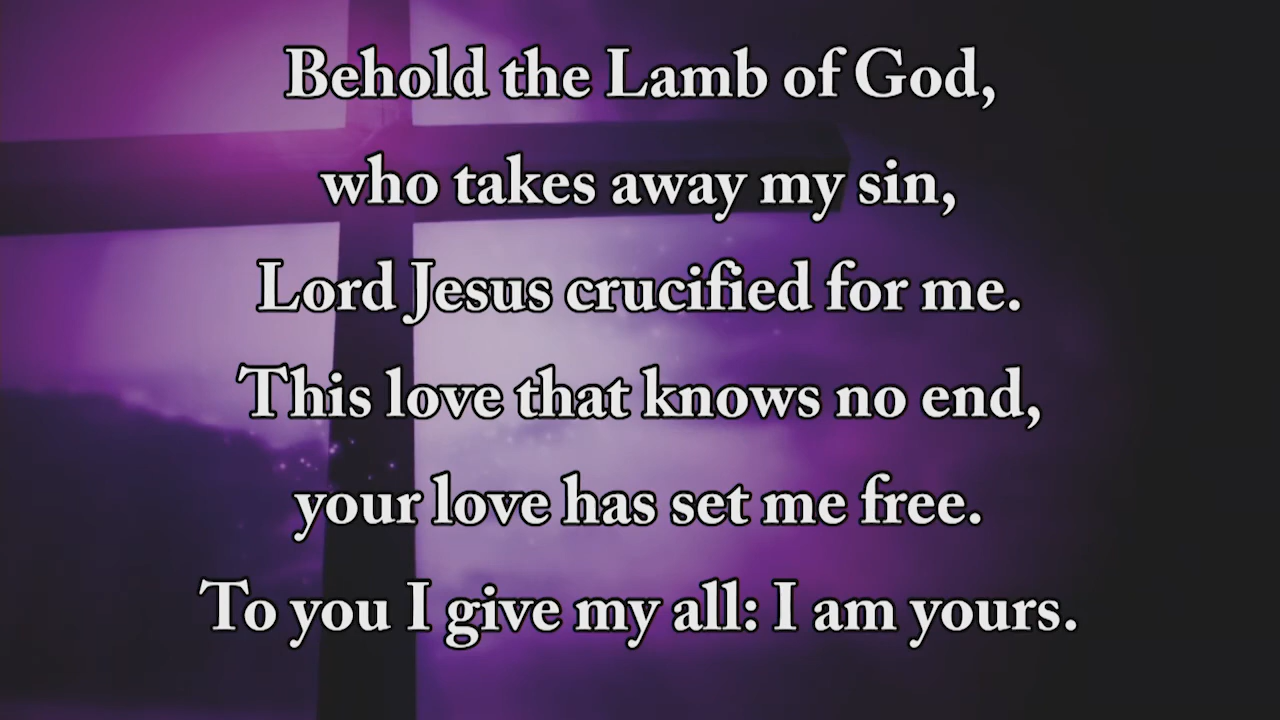 Behold the Lamb of God,
who takes away my sin,
Lord Jesus crucified for me.
This love that knows no end,
your love has set me free.
To you I give my all: I am yours.